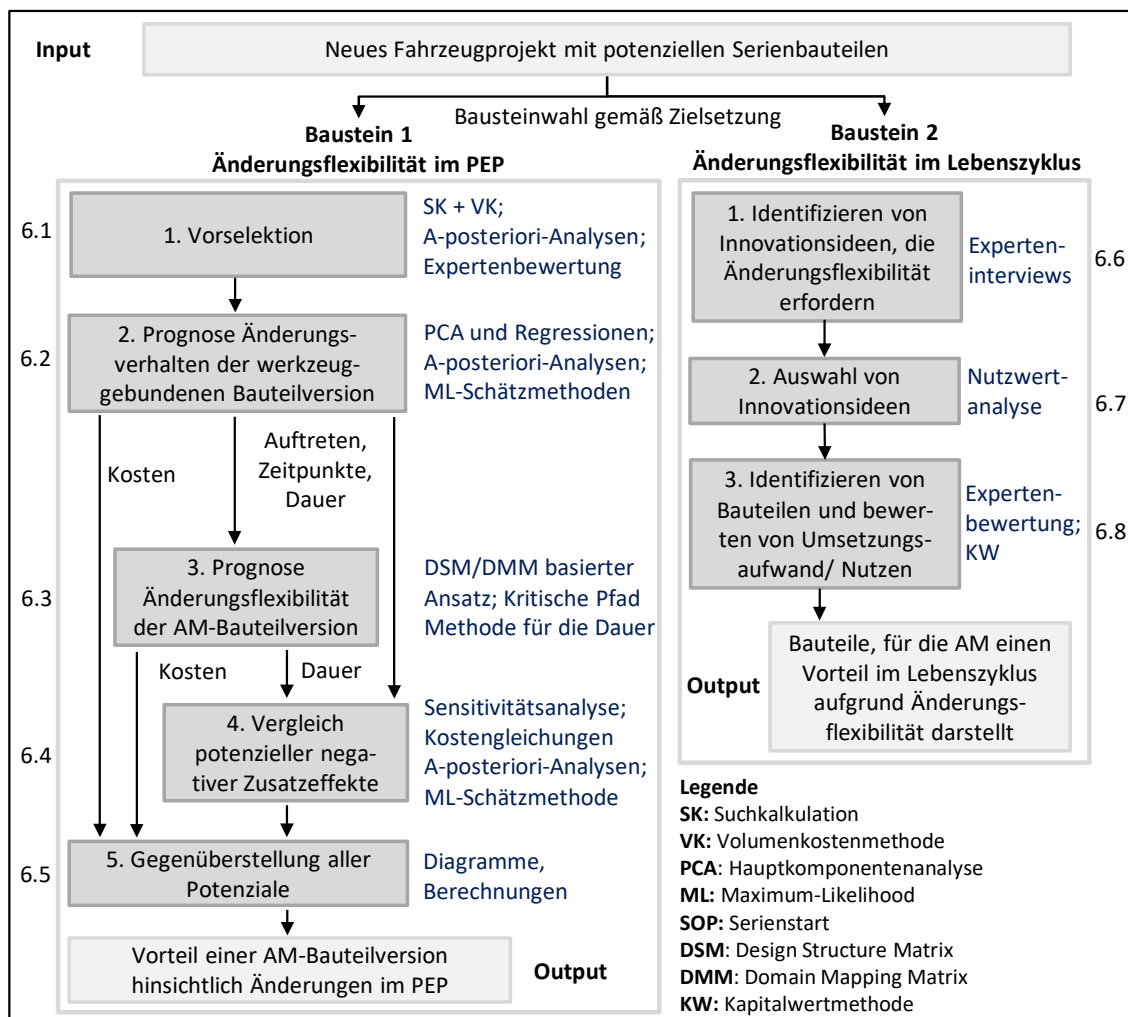 Input
Neues Fahrzeugprojekt mit potenziellen Serienbauteilen
Bausteinwahl gemäß Zielsetzung
Baustein 1
Änderungsflexibilität im PEP
6.1
1. Vorselektion
SK + VK;
A-posteriori-Analysen;
Expertenbewertung
6.2
2. Prognose Änderungs-
verhalten der werkzeug-
gebundenen Bauteilversion
PCA und Regressionen;
A-posteriori-Analysen;
ML-Schätzmethoden
Kosten
Auftreten,
Zeitpunkte,
Dauer
6.3
3. Prognose
Änderungsflexibilität
der AM-Bauteilversion
DSM/DMM basierter
Ansatz; Kritische Pfad
Methode für die Dauer
Kosten
Dauer
6.4
4. Vergleich
potenzieller nega-
tiver Zusatzeffekte
Sensitivitätsanalyse;
Kostengleichungen
A-posteriori-Analysen;
ML-Schätzmethode
6.5
5. Gegenüberstellung aller
Potenziale
Diagramme,
Berechnungen
Vorteil einer AM-Bauteilversion
hinsichtlich Änderungen im PEP
Output
Baustein 2
Änderungsflexibilität im Lebenszyklus
1. Identifizieren von
Innovationsideen, die
Änderungsflexibilität
erfordern
Experten-
interviews
6.6
2. Auswahl von
Innovationsideen
Nutzwert-
analyse
6.7
3. Identifizieren von
Bauteilen und bewer-
ten von Umsetzungs-
aufwand/ Nutzen
Experten-
bewertung;
KW
6.8
Output
Bauteile, für die AM einen
Vorteil im Lebenszyklus
aufgrund Änderungs-
flexibilität darstellt
Legende
SK: Suchkalkulation
VK: Volumenkostenmethode
PCA: Hauptkomponentenanalyse
ML: Maximum-Likelihood
SOP: Serienstart
DSM: Design Structure Matrix
DMM: Domain Mapping Matrix
KW: Kapitalwertmethode